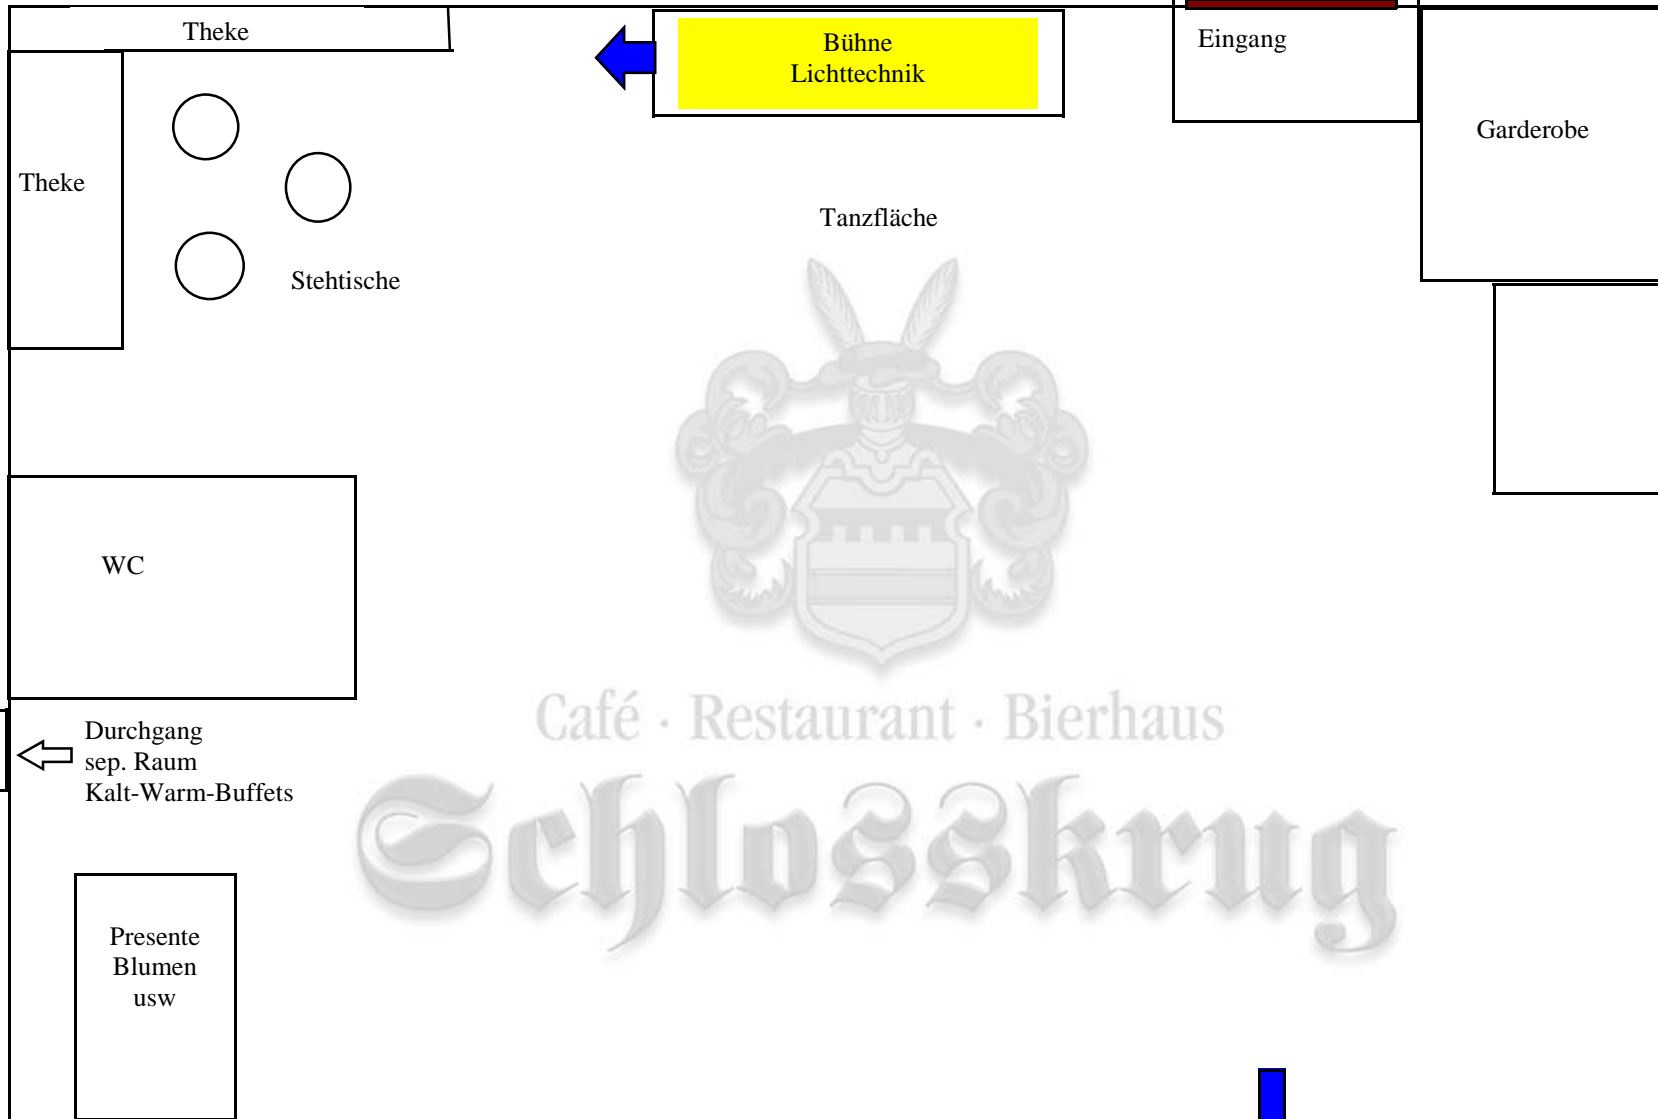 Theke
Bühne
Lichttechnik
Eingang
Garderobe
Theke
Tanzfläche
Stehtische
WC
Durchgang
sep. Raum
Kalt-Warm-Buffets
Café · Restaurant · Bierhaus
Schlosskrug
Presente
Blumen
usw